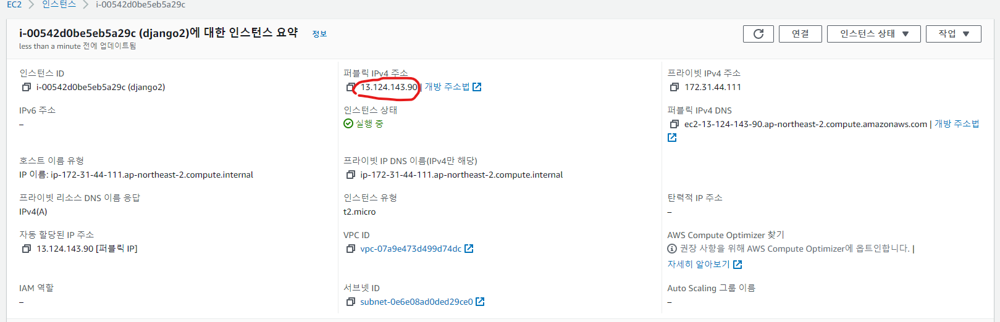 EC2 > 인스턴스 > i-00542d0be5eb5a29c
i-00542d0be5eb5a29c (django2)에 대한 인스턴스 요약 정보
less than a minute 전에 업데이트됨
연결
인스턴스 상태 ▼
작업 ▼
인스턴스 ID
i-00542d0be5eb5a29c (django2)
퍼블릭 IPv4 주소
13.124.143.90 | 개방 주소법
프라이빗 IPv4 주소
172.31.44.111
IPv6 주소
–
인스턴스 상태
실행 중
퍼블릭 IPv4 DNS
ec2-13-124-143-90.ap-northeast-2.compute.amazonaws.com | 개방 주소법
호스트 이름 유형
IP 이름: ip-172-31-44-111.ap-northeast-2.compute.internal
프라이빗 IP DNS 이름(IPv4만 해당)
ip-172-31-44-111.ap-northeast-2.compute.internal
프라이빗 리소스 DNS 이름 응답
IPv4(A)
인스턴스 유형
t2.micro
탄력적 IP 주소
–
자동 할당된 IP 주소
13.124.143.90 [퍼블릭 IP]
VPC ID
vpc-07a9e473d499d74dc
AWS Compute Optimizer 찾기
권장 사항을 위해 AWS Compute Optimizer에 옵트인합니다. |
자세히 알아보기
IAM 역할
–
서브넷 ID
subnet-0e6e08ad0ded29ce0
Auto Scaling 그룹 이름
–